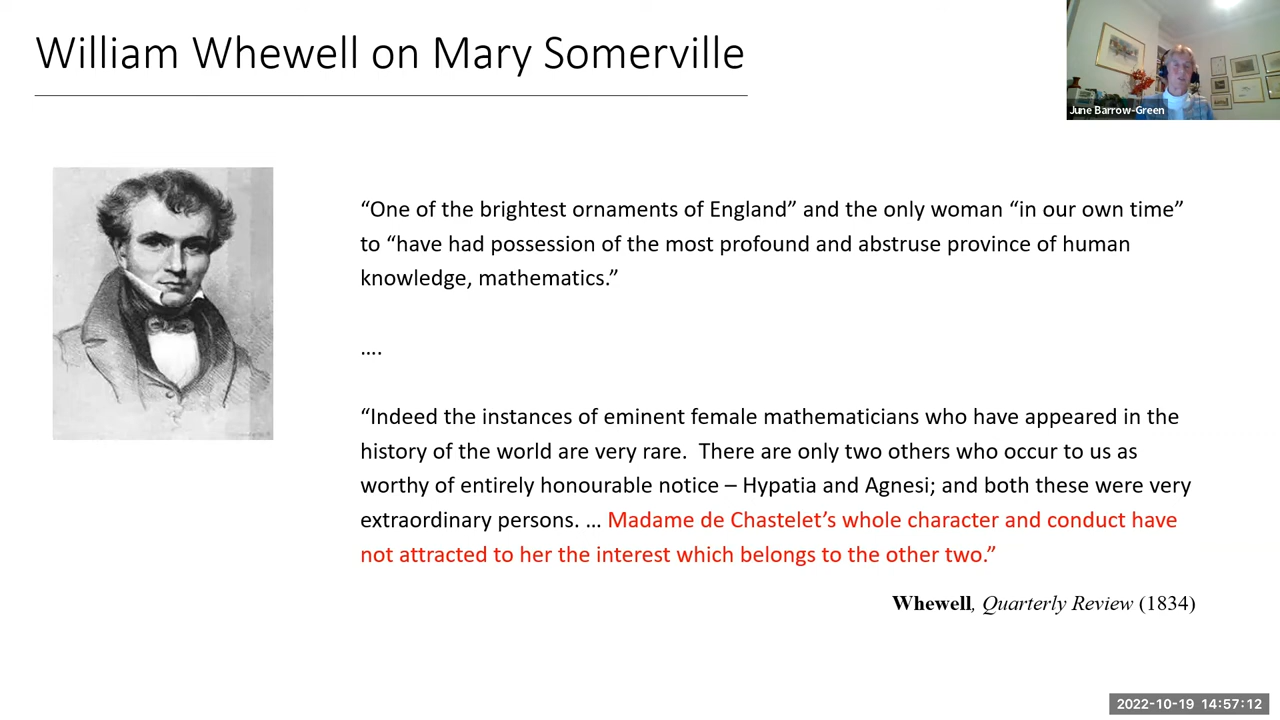 William Whewell on Mary Somerville
June Barrow-Green
“One of the brightest ornaments of England” and the only woman “in our own time”
to “have had possession of the most profound and abstruse province of human
knowledge, mathematics.”
....
“Indeed the instances of eminent female mathematicians who have appeared in the
history of the world are very rare.  There are only two others who occur to us as
worthy of entirely honourable notice – Hypatia and Agnesi; and both these were very
extraordinary persons. ... Madame de Chastelet’s whole character and conduct have
not attracted to her the interest which belongs to the other two.”
Whewell, Quarterly Review (1834)
2022-10-19 14:57:12